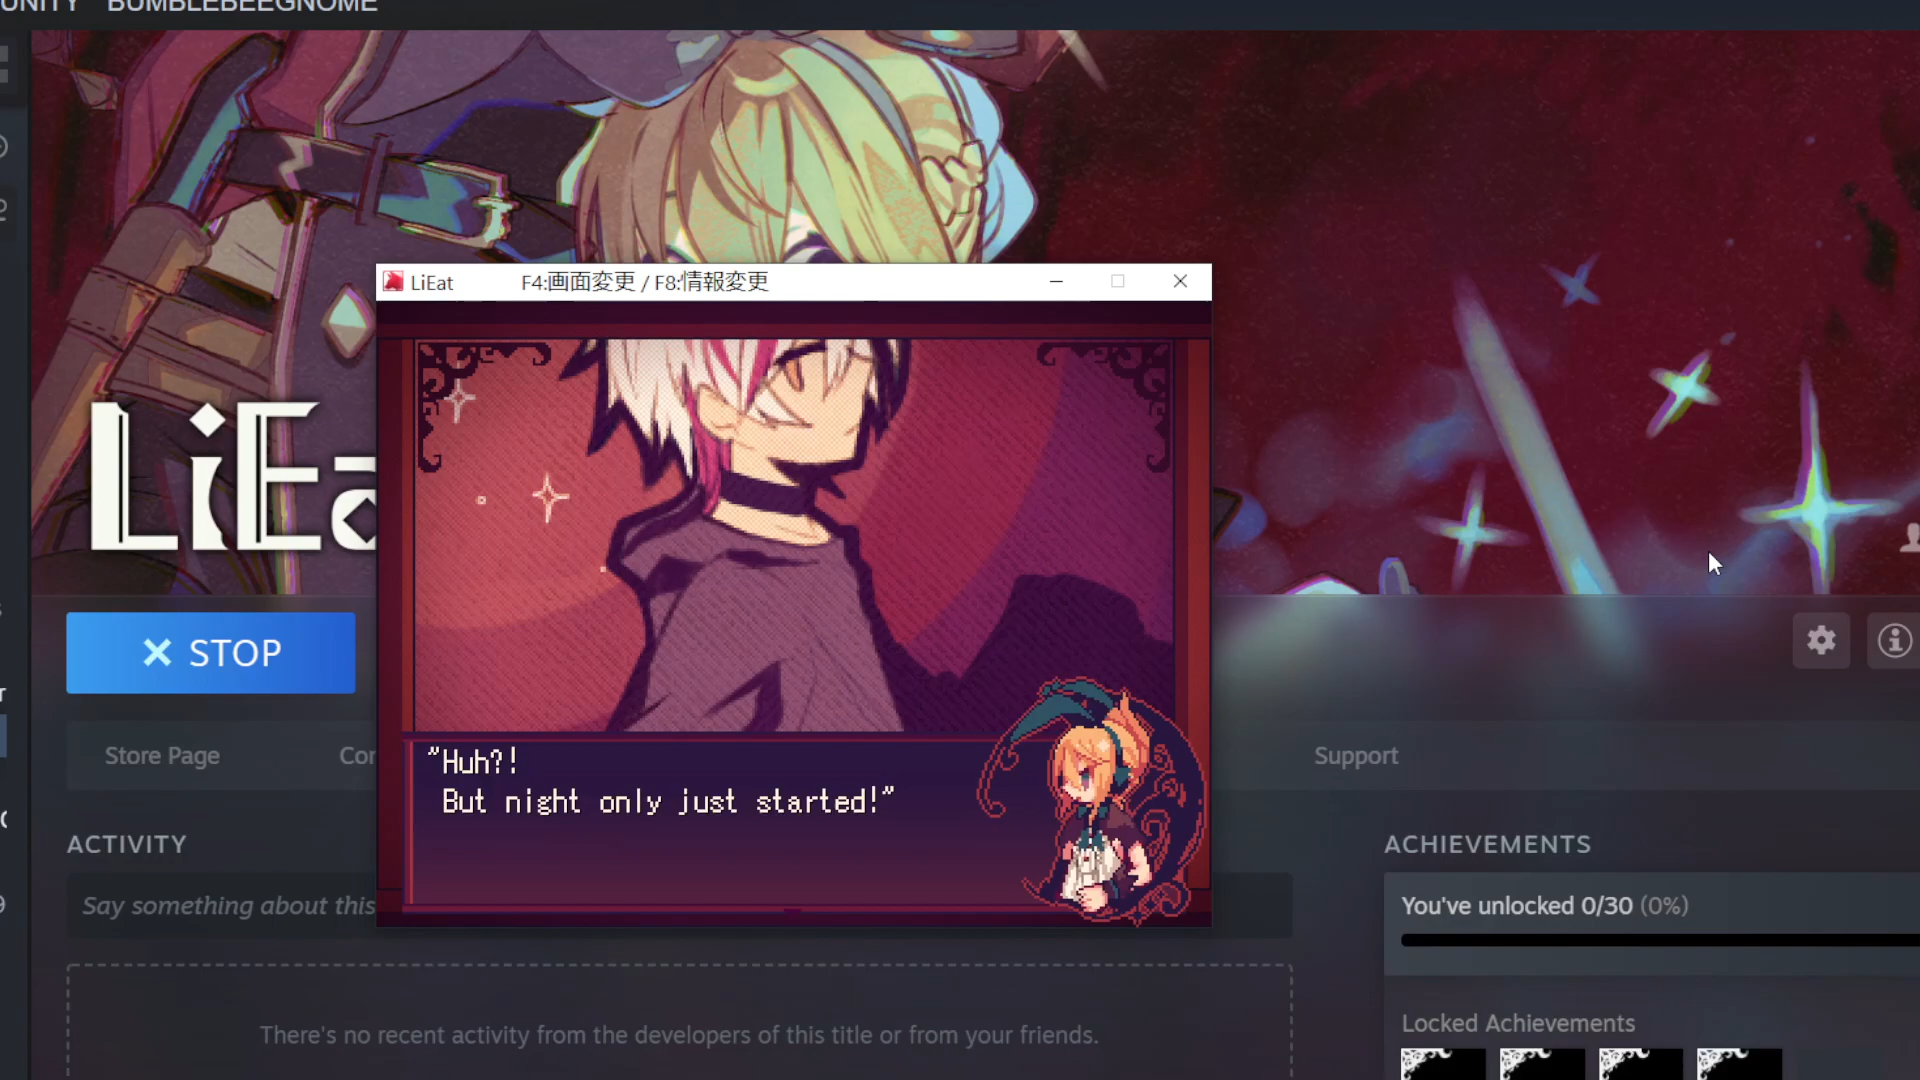 UNITY BUMBLEBEEGNOME
LiEat F4:画面変更 / F8:情報変更
LiEa
STOP
"Huh?!
But night only just started!"
Store Page
Support
ACTIVITY
Say something about this
There's no recent activity from the developers of this title or from your friends.
ACHIEVEMENTS
You've unlocked 0/30 (0%)
Locked Achievements